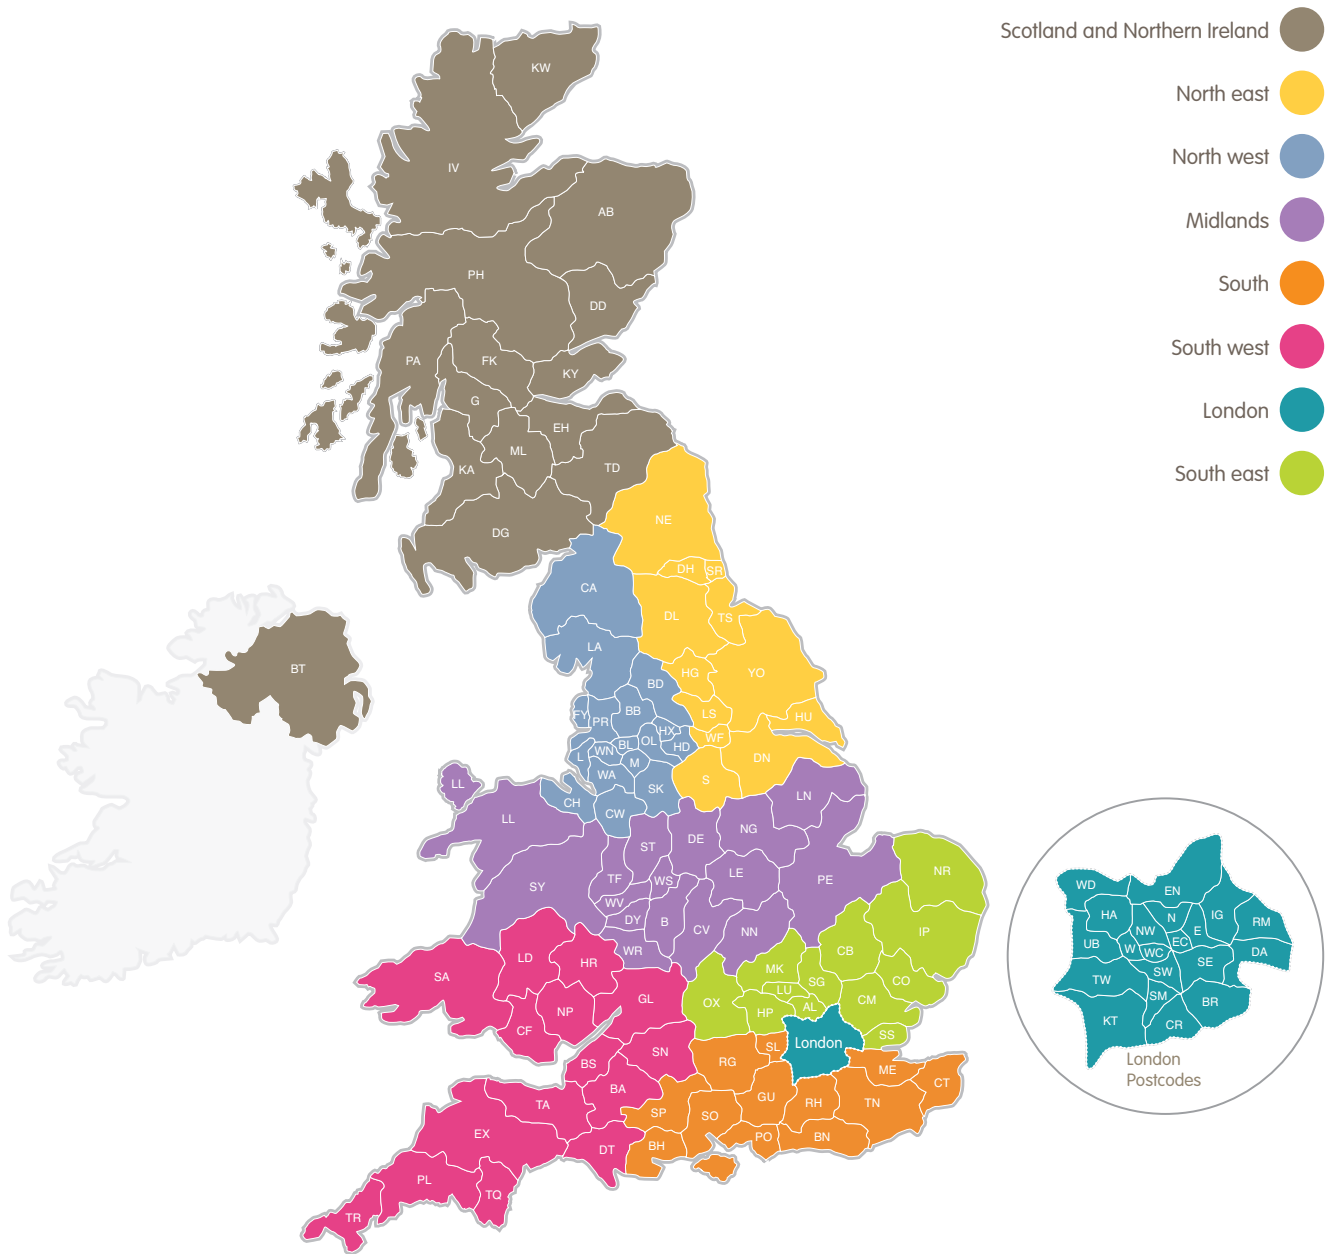 Scotland and Northern Ireland
North east
North west
Midlands
South
South west
London
South east
KW
IV
AB
PH
DD
PA
FK
KY
G
EH
ML
KA
TD
DG
NE
DH
SR
CA
DL
TS
LA
BT
HG
YO
BD
FY
PR
BB
LS
HU
HX
WF
OL
HD
BL
WN
L
M
DN
WA
S
SK
LL
CH
CW
LN
LL
NG
DE
ST
SY
TF
WS
LE
PE
NR
WV
DY
B
CV
NN
IP
WR
CB
SA
LD
HR
MK
SG
CO
LU
GL
OX
HP
AL
CM
NP
CF
SS
London
SL
SN
RG
BS
ME
CT
BA
GU
RH
TN
TA
SP
SO
EX
PO
BN
DT
BH
PL
TQ
TR
WD
EN
HA
N
IG
RM
NW
E
UB
W
WC
EC
DA
SE
SW
TW
SM
BR
KT
CR
London
Postcodes